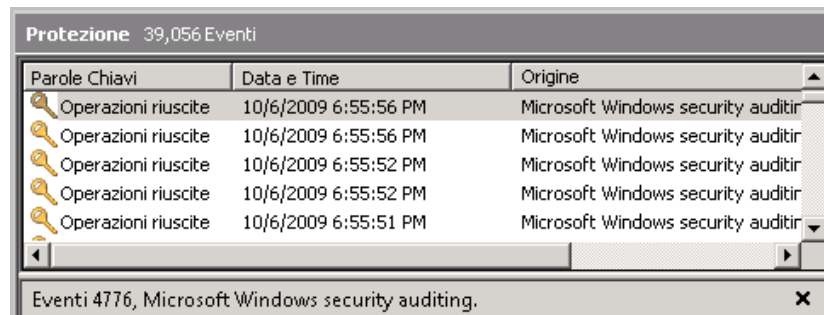 Protezione 39,056 Eventi
Parole Chiavi Data e Time Origine
Operazioni riuscite 10/6/2009 6:55:56 PM Microsoft Windows security auditin
Operazioni riuscite 10/6/2009 6:55:56 PM Microsoft Windows security auditin
Operazioni riuscite 10/6/2009 6:55:52 PM Microsoft Windows security auditin
Operazioni riuscite 10/6/2009 6:55:52 PM Microsoft Windows security auditin
Operazioni riuscite 10/6/2009 6:55:51 PM Microsoft Windows security auditin
Eventi 4776, Microsoft Windows security auditing.